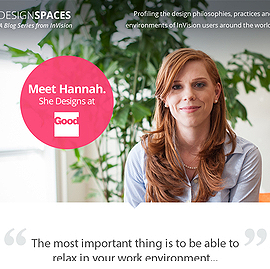 DESIGNSPACES
A Blog Series from InVision
Profiling the design philosophies, practices and
environments of InVision users around the world
Meet Hannah.
She Designs at
Good
The most important thing is to be able to
relax in your work environment...